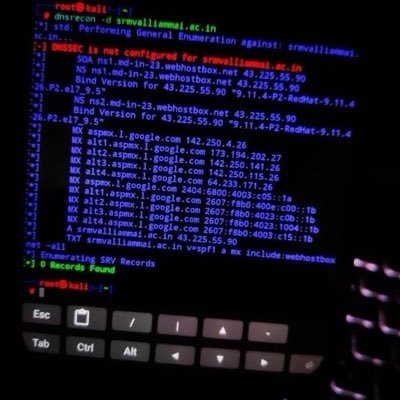 root㉿kali)-[~]
# dnsrecon -d srmvalliammai.ac.in
[*] std: Performing General Enumeration against: srmvalliammai.
ac.in...
[-] DNSSEC is not configured for srmvalliammai.ac.in
[*] SOA ns1.md-in-23.webhostbox.net 43.225.55.90
[*] NS ns1.md-in-23.webhostbox.net 43.225.55.90
[*] Bind Version for 43.225.55.90 "9.11.4-P2-RedHat-9.11.4
-26.P2.el7_9.5"
[*] NS ns2.md-in-23.webhostbox.net 43.225.55.90
[*] Bind Version for 43.225.55.90 "9.11.4-P2-RedHat-9.11.4
-26.P2.el7_9.5"
[*] MX aspmx.l.google.com 142.250.4.26
[*] MX alt1.aspmx.l.google.com 173.194.202.27
[*] MX alt2.aspmx.l.google.com 142.250.141.26
[*] MX alt3.aspmx.l.google.com 142.250.115.26
[*] MX alt4.aspmx.l.google.com 64.233.171.26
[*] MX aspmx.l.google.com 2404:6800:4003:c05::1a
[*] MX alt1.aspmx.l.google.com 2607:f8b0:400e:c00::1b
[*] MX alt2.aspmx.l.google.com 2607:f8b0:4023:c0b::1b
[*] MX alt3.aspmx.l.google.com 2607:f8b0:4023:1004::1b
[*] MX alt4.aspmx.l.google.com 2607:f8b0:4003:c15::1b
[*] A srmvalliammai.ac.in 43.225.55.90
[*] TXT srmvalliammai.ac.in v=spf1 a mx include:webhostbox
.net ~all
[*] Enumerating SRV Records
[+] 0 Records Found
root㉿kali)-[~]
#
Esc / | ▲ -
Tab Ctrl Alt ◄ ▼ ►